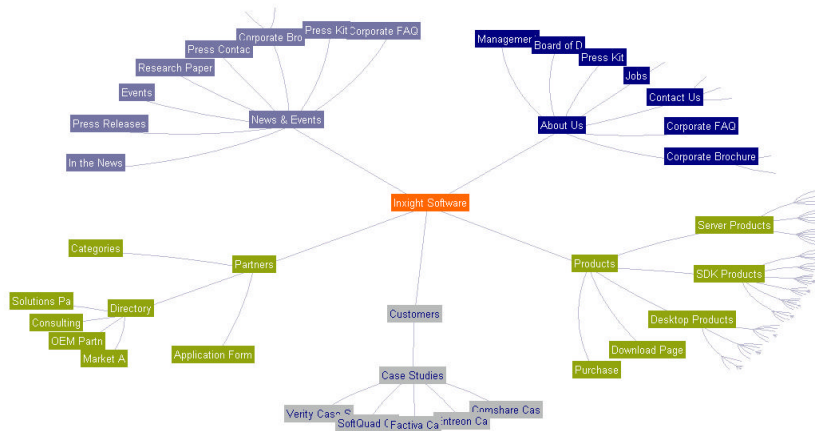 Corporate Bro
Press Kit
Corporate FAQ
Press Contac
Research Paper
Events
Press Releases
In the News
News & Events
Management
Board of D
Press Kit
Jobs
Contact Us
Corporate FAQ
Corporate Brochure
About Us
Inxight Software
Categories
Partners
Directory
Solutions Pa
Consulting
OEM Partn
Market A
Application Form
Customers
Case Studies
Verity Case S
SoftQuad C
Factiva Ca
Entreon Ca
Comshare Cas
Products
Server Products
SDK Products
Desktop Products
Download Page
Purchase